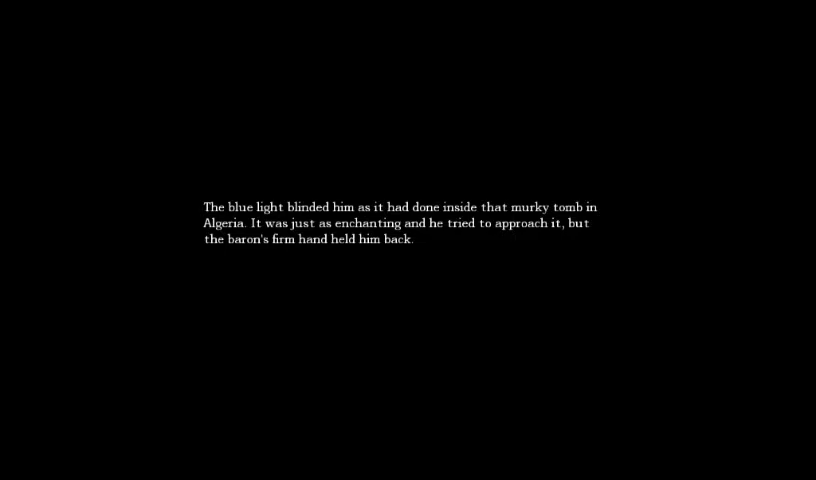 The blue light blinded him as it had done inside that murky tomb in
Algeria. It was just as enchanting and he tried to approach it, but
the baron's firm hand held him back.